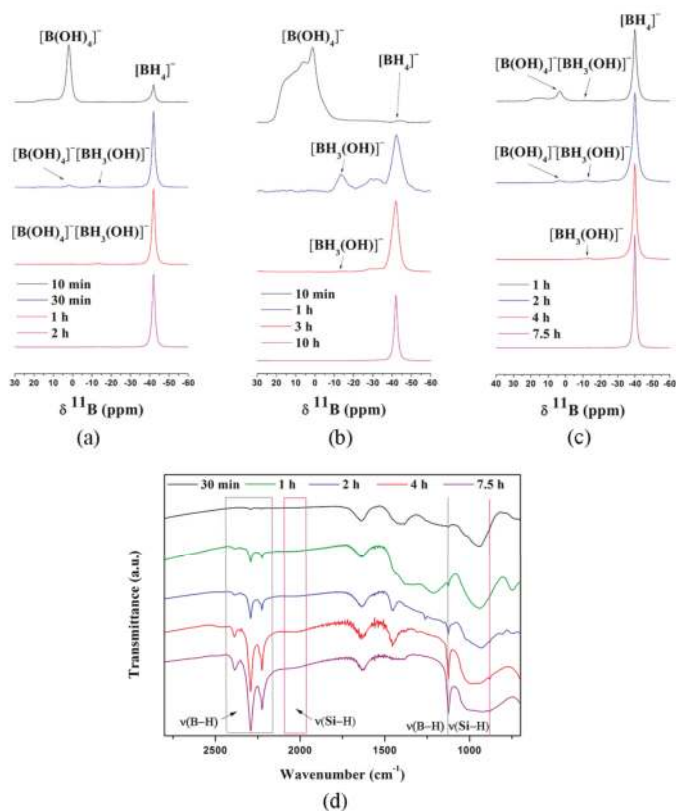 [B(OH)₄]⁻
[BH₄]⁻
[B(OH)₄]⁻ [BH₃(OH)]⁻
[B(OH)₄]⁻ [BH₃(OH)]⁻
10 min
30 min
1 h
2 h
30 20 10 0 -10 -20 -30 -40 -50 -60
δ ¹¹B (ppm)
(a)
[B(OH)₄]⁻
[BH₄]⁻
[BH₃(OH)]⁻
[BH₃(OH)]⁻
10 min
1 h
3 h
10 h
30 20 10 0 -10 -20 -30 -40 -50 -60
δ ¹¹B (ppm)
(b)
[BH₄]⁻
[B(OH)₄]⁻ [BH₃(OH)]⁻
[B(OH)₄]⁻ [BH₃(OH)]⁻
[BH₃(OH)]⁻
1 h
2 h
4 h
7.5 h
30 20 10 0 -10 -20 -30 -40 -50 -60
δ ¹¹B (ppm)
(c)
30 min 1 h 2 h 4 h 7.5 h
Transmittance (a.u.)
ν(B–H) ν(Si–H) ν(B–H) ν(Si–H)
2500 2000 1500 1000
Wavenumber (cm⁻¹)
(d)